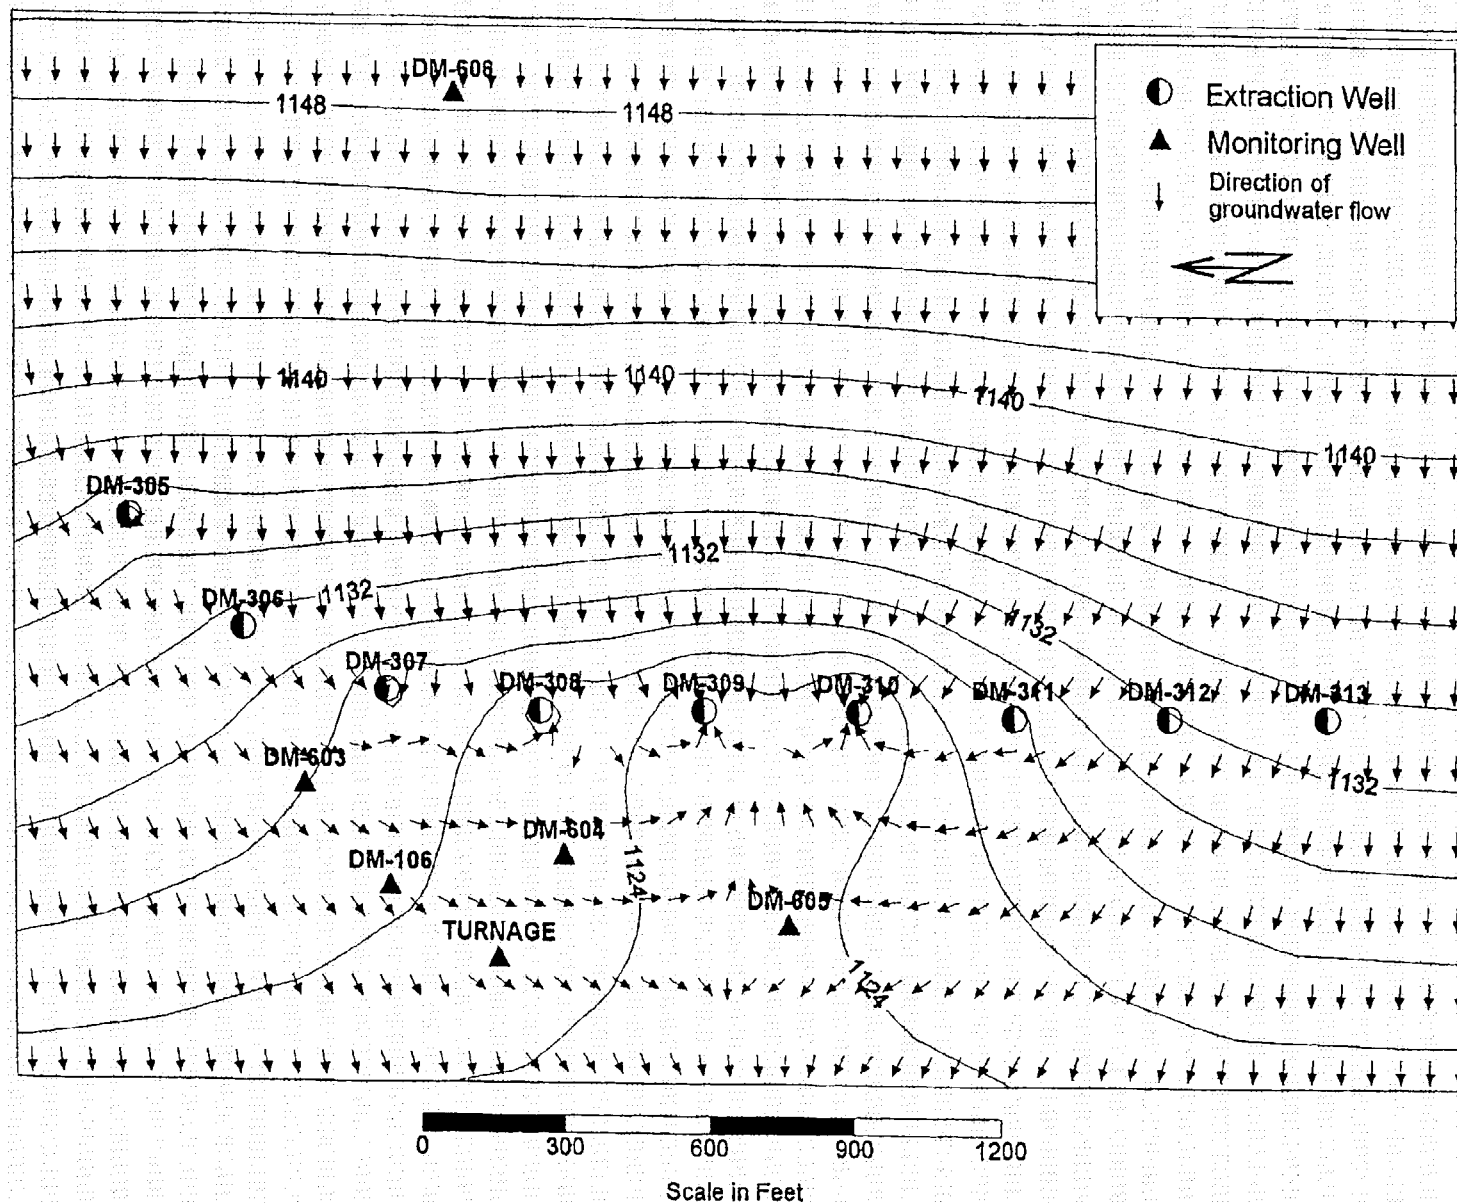 DM-606
1148
1148
Extraction Well
Monitoring Well
Direction of
groundwater flow
N
1140
1140
1140
1140
DM-305
1132
DM-306
1132
1132
DM-307
DM-308
DM-309
DM-310
DM-311
DM-312
DM-313
DM-603
1132
DM-604
DM-106
1124
DM-605
TURNAGE
1124
0
300
600
900
1200
Scale in Feet